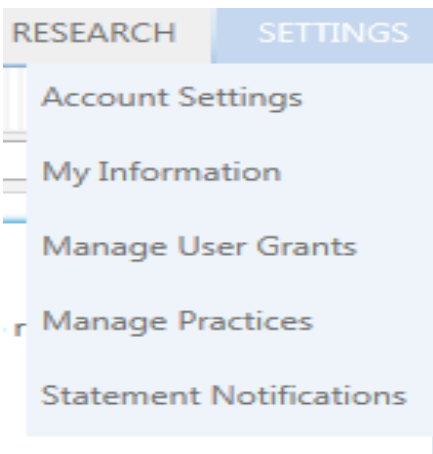 RESEARCH SETTINGS
Account Settings
My Information
Manage User Grants
Manage Practices
Statement Notifications